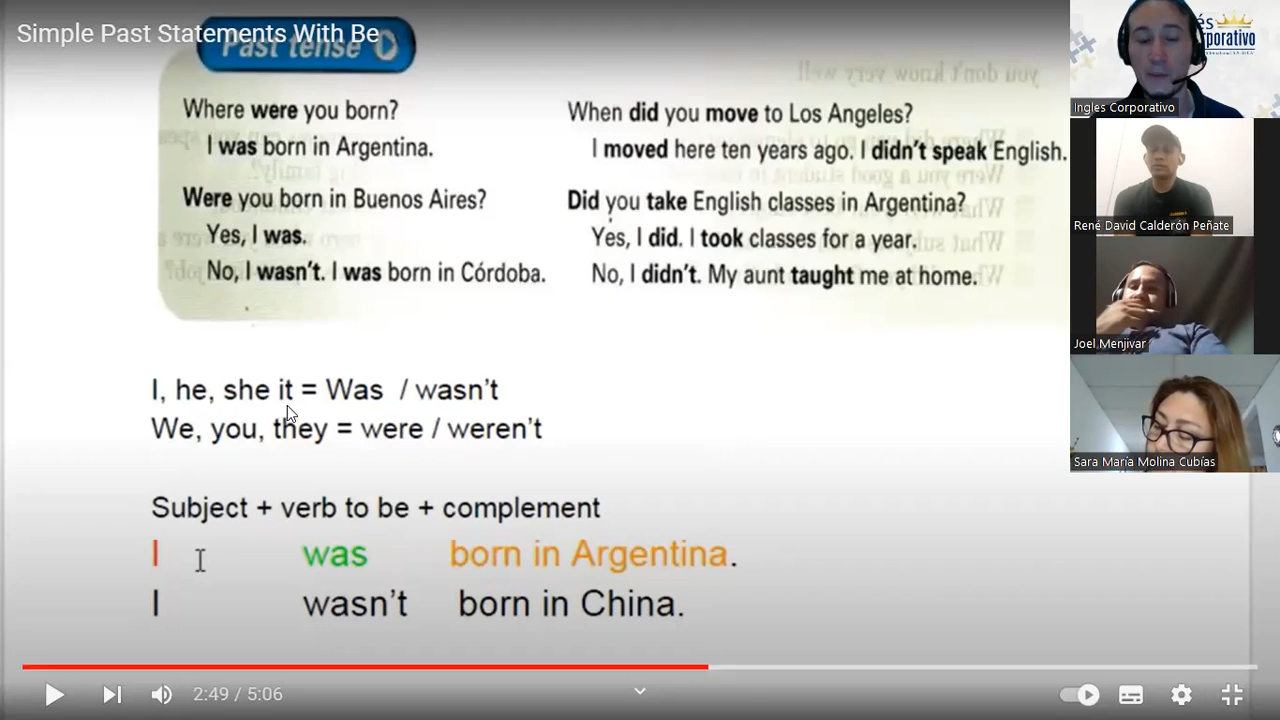 Simple Past Statements With Be
Past tense
Where were you born?
I was born in Argentina.
Were you born in Buenos Aires?
Yes, I was.
No, I wasn't. I was born in Córdoba.
When did you move to Los Angeles?
I moved here ten years ago. I didn't speak English.
Did you take English classes in Argentina?
Yes, I did. I took classes for a year.
No, I didn't. My aunt taught me at home.
I, he, she it = Was / wasn't
We, you, they = were / weren't
Subject + verb to be + complement
I was born in Argentina.
I wasn't born in China.
2:49 / 5:06
Ingles Corporativo
René David Calderón Peñate
Joel Menjivar
Sara María Molina Cubías